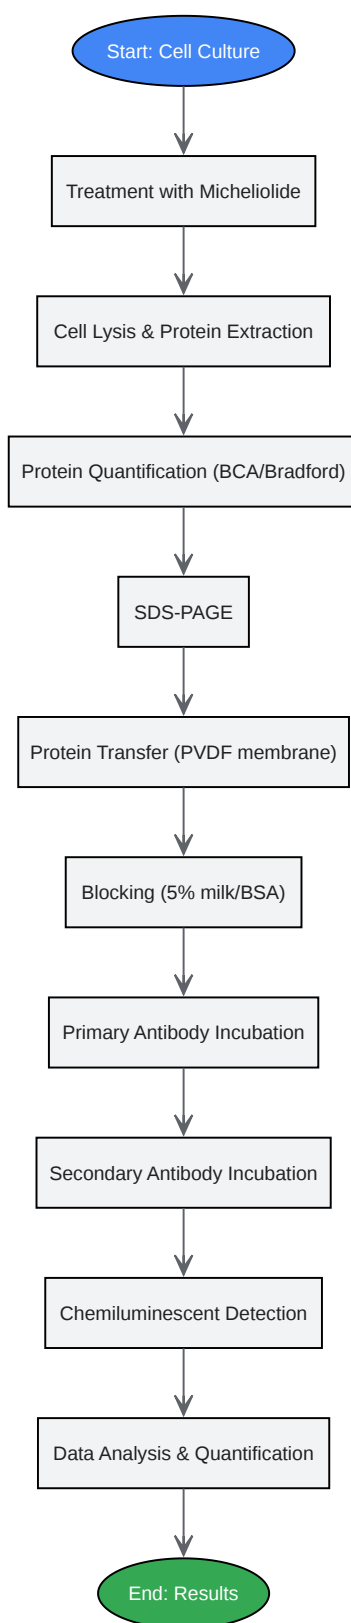 Start: Cell Culture
Treatment with Micheliolide
Cell Lysis & Protein Extraction
Protein Quantification (BCA/Bradford)
SDS-PAGE
Protein Transfer (PVDF membrane)
Blocking (5% milk/BSA)
Primary Antibody Incubation
Secondary Antibody Incubation
Chemiluminescent Detection
Data Analysis & Quantification
End: Results